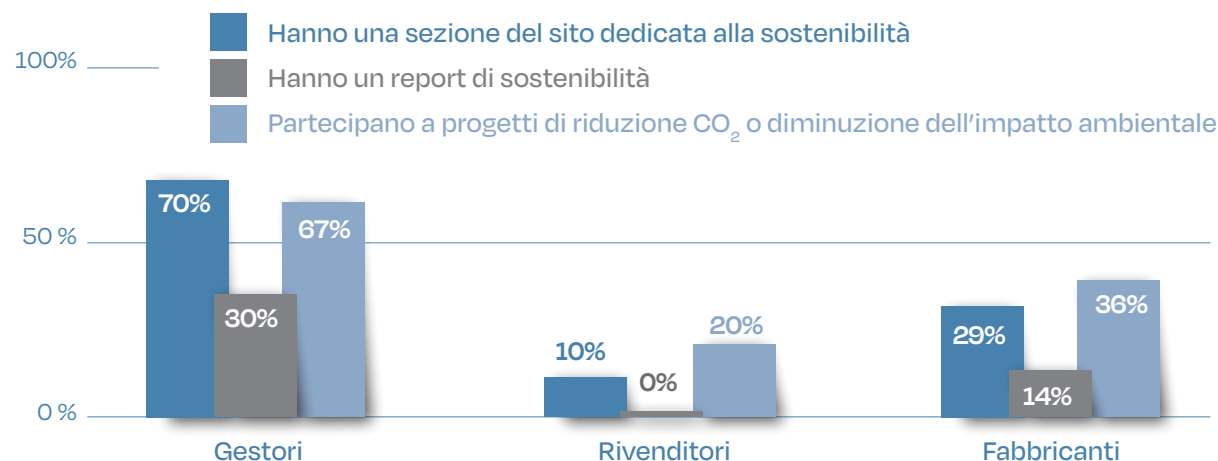 Hanno una sezione del sito dedicata alla sostenibilità
100%
Hanno un report di sostenibilità
Partecipano a progetti di riduzione CO₂ o diminuzione dell'impatto ambientale
70%
67%
50 %
30%
20%
36%
10%
29%
0%
14%
0 %
Gestori
Rivenditori
Fabbricanti